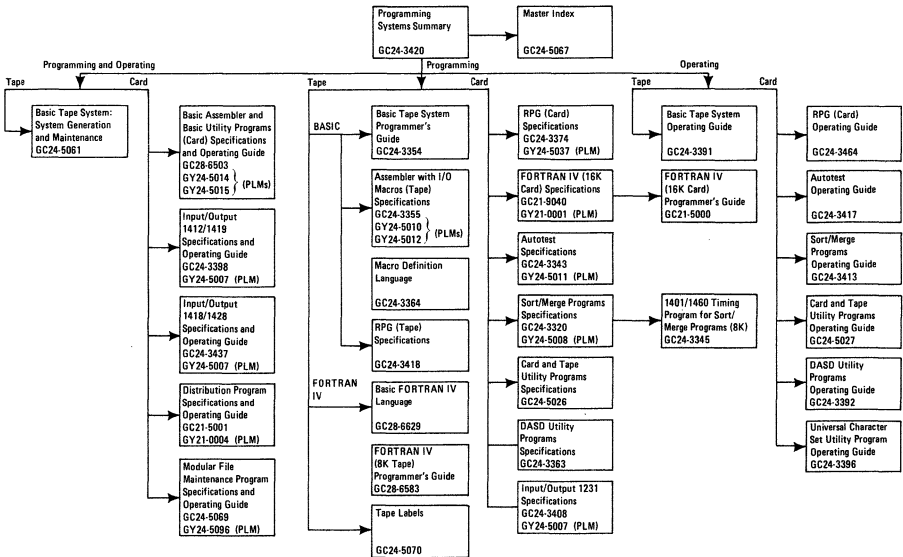 Programming
Systems Summary
GC24-3420
Master Index
GC24-5067
Programming and Operating
Programming
Operating
Tape
Card
Tape
Card
Tape
Card
Basic Tape System:
System Generation
and Maintenance
GC24-5061
Basic Assembler and
Basic Utility Programs
(Card) Specifications
and Operating Guide
GC28-6503
GY24-5014
GY24-5015
(PLMs)
Input/Output
1412/1419
Specifications and
Operating Guide
GC24-3398
GY24-5007 (PLM)
Input/Output
1418/1428
Specifications and
Operating Guide
GC24-3437
GY24-5007 (PLM)
Distribution Program
Specifications and
Operating Guide
GC21-5001
GY21-0004 (PLM)
Modular File
Maintenance Program
Specifications and
Operating Guide
GC24-5069
GY24-5096 (PLM)
BASIC
Basic Tape System
Programmer's
Guide
GC24-3354
Assembler with I/O
Macros (Tape)
Specifications
GC24-3355
GY24-5010
GY24-5012
(PLMs)
Macro Definition
Language
GC24-3364
RPG (Tape)
Specifications
GC24-3418
FORTRAN
IV
Basic FORTRAN IV
Language
GC28-6629
FORTRAN IV
(8K Tape)
Programmer's Guide
GC28-6583
Tape Labels
GC24-5070
RPG (Card)
Specifications
GC24-3374
GY24-5037 (PLM)
FORTRAN IV (16K
Card) Specifications
GC21-9040
GY21-0001 (PLM)
Autotest
Specifications
GC24-3343
GY24-5011 (PLM)
Sort/Merge Programs
Specifications
GC24-3320
GY24-5008 (PLM)
Card and Tape
Utility Programs
Specifications
GC24-5026
DASD Utility
Programs
Specifications
GC24-3363
Input/Output 1231
Specifications
GC24-3408
GY24-5007 (PLM)
Basic Tape System
Operating Guide
GC24-3391
FORTRAN IV
(16K Card)
Programmer's Guide
GC21-5000
1401/1460 Timing
Program for Sort/
Merge Programs (8K)
GC24-3345
RPG (Card)
Operating Guide
GC24-3464
Autotest
Operating Guide
GC24-3417
Sort/Merge
Programs
Operating Guide
GC24-3413
Card and Tape
Utility Programs
Operating Guide
GC24-5027
DASD Utility
Programs
Operating Guide
GC24-3392
Universal Character
Set Utility Program
Operating Guide
GC24-3396